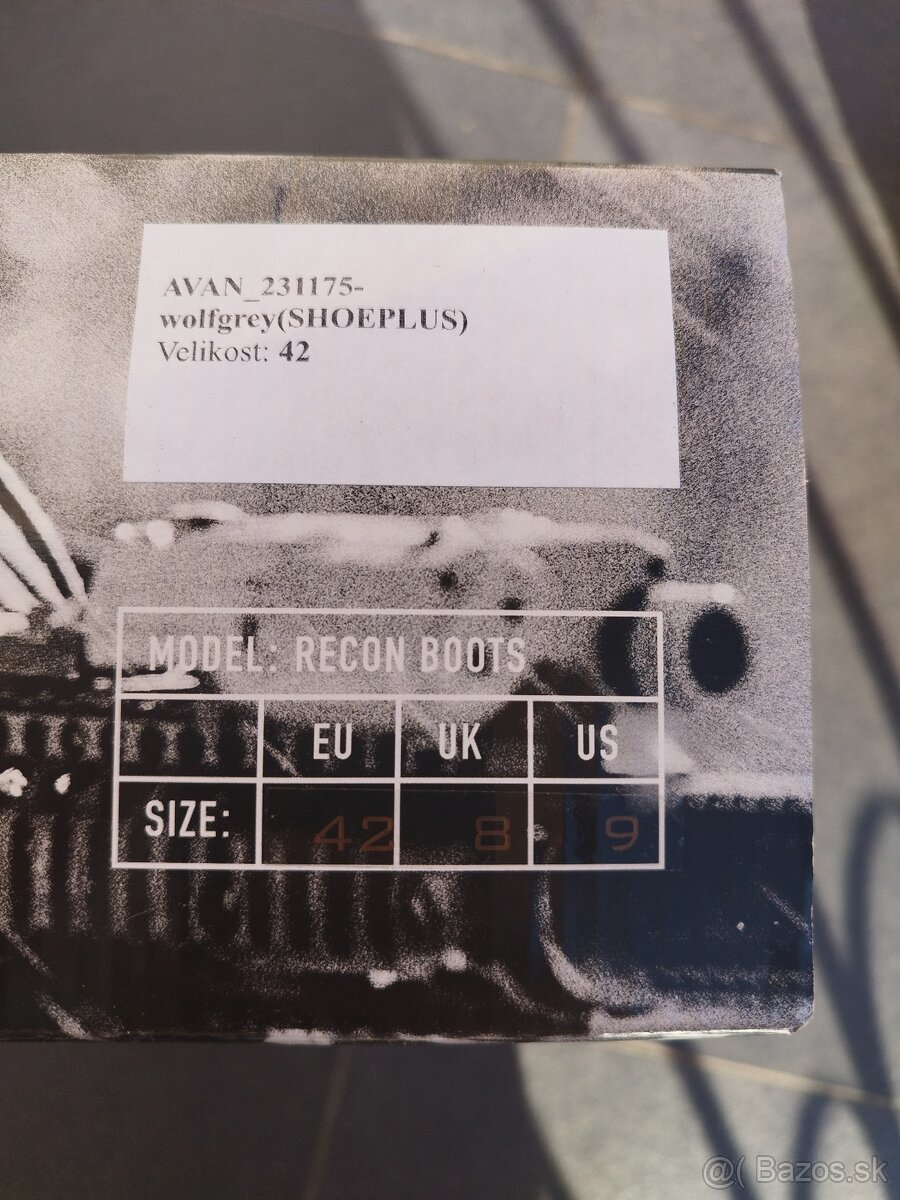 AVAN_231175-
wolfgrey(SHOEPLUS)
Velikost: 42
MODEL: RECON BOOTS
EU UK US
SIZE: 42 8 9
@( Bazos.sk